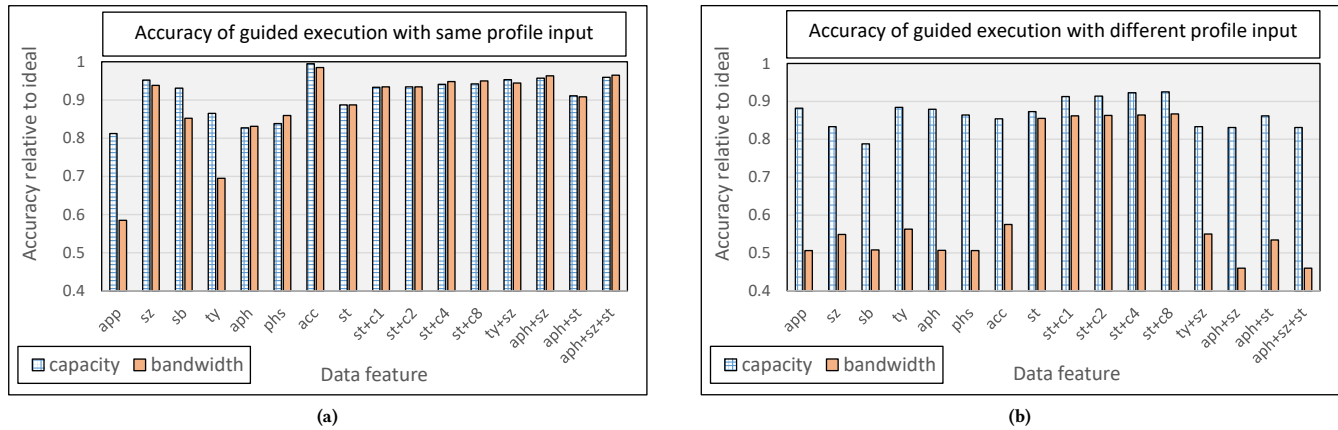 Accuracy of guided execution with same profile input
Accuracy relative to ideal
1
0.9
0.8
0.7
0.6
0.5
0.4
app sz sb ty aph phs acc st st+c1 st+c2 st+c4 st+c8 ty+sz aph+sz aph+st aph+sz+st
capacity bandwidth
Data feature
(a)
Accuracy of guided execution with different profile input
Accuracy relative to ideal
1
0.9
0.8
0.7
0.6
0.5
0.4
app sz sb ty aph phs acc st st+c1 st+c2 st+c4 st+c8 ty+sz aph+sz aph+st aph+sz+st
capacity bandwidth
Data feature
(b)